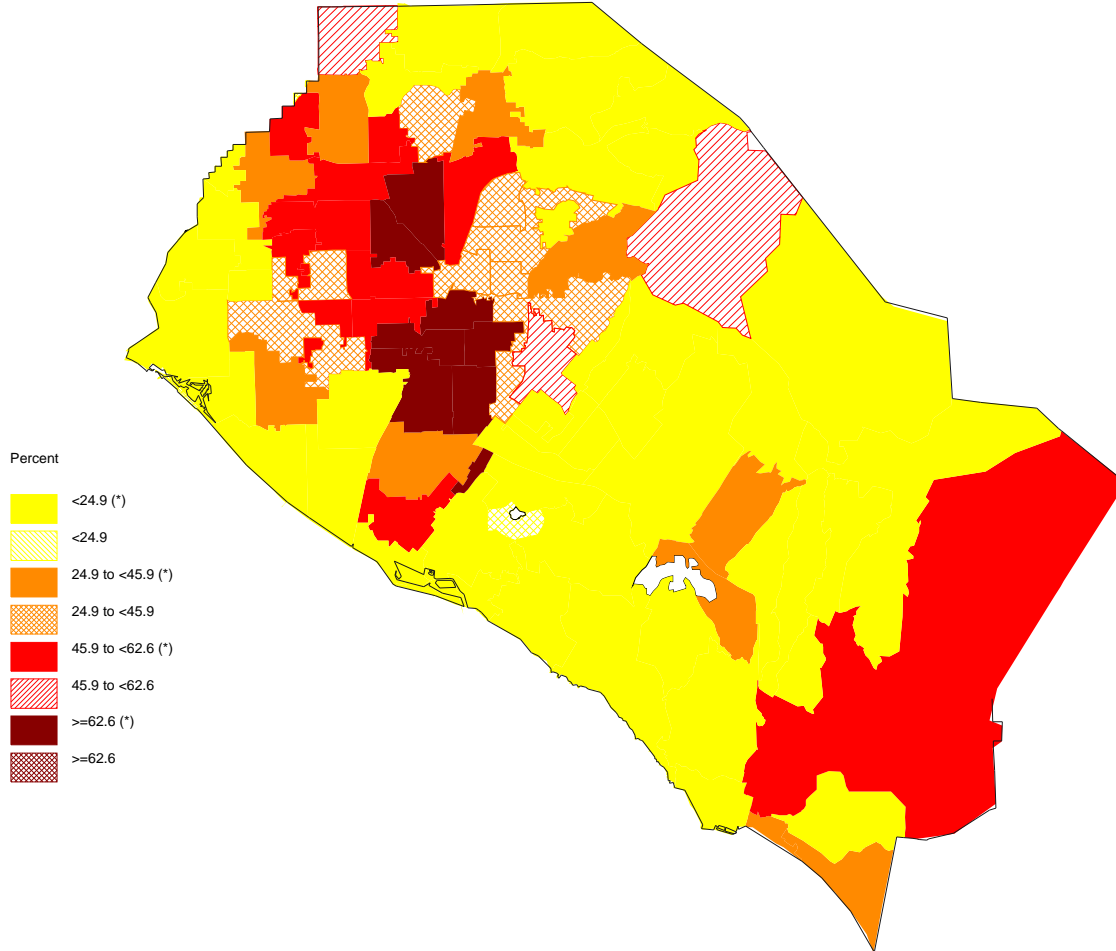 Percent
<24.9 (*)
<24.9
24.9 to <45.9 (*)
24.9 to <45.9
45.9 to <62.6 (*)
45.9 to <62.6
>=62.6 (*)
>=62.6